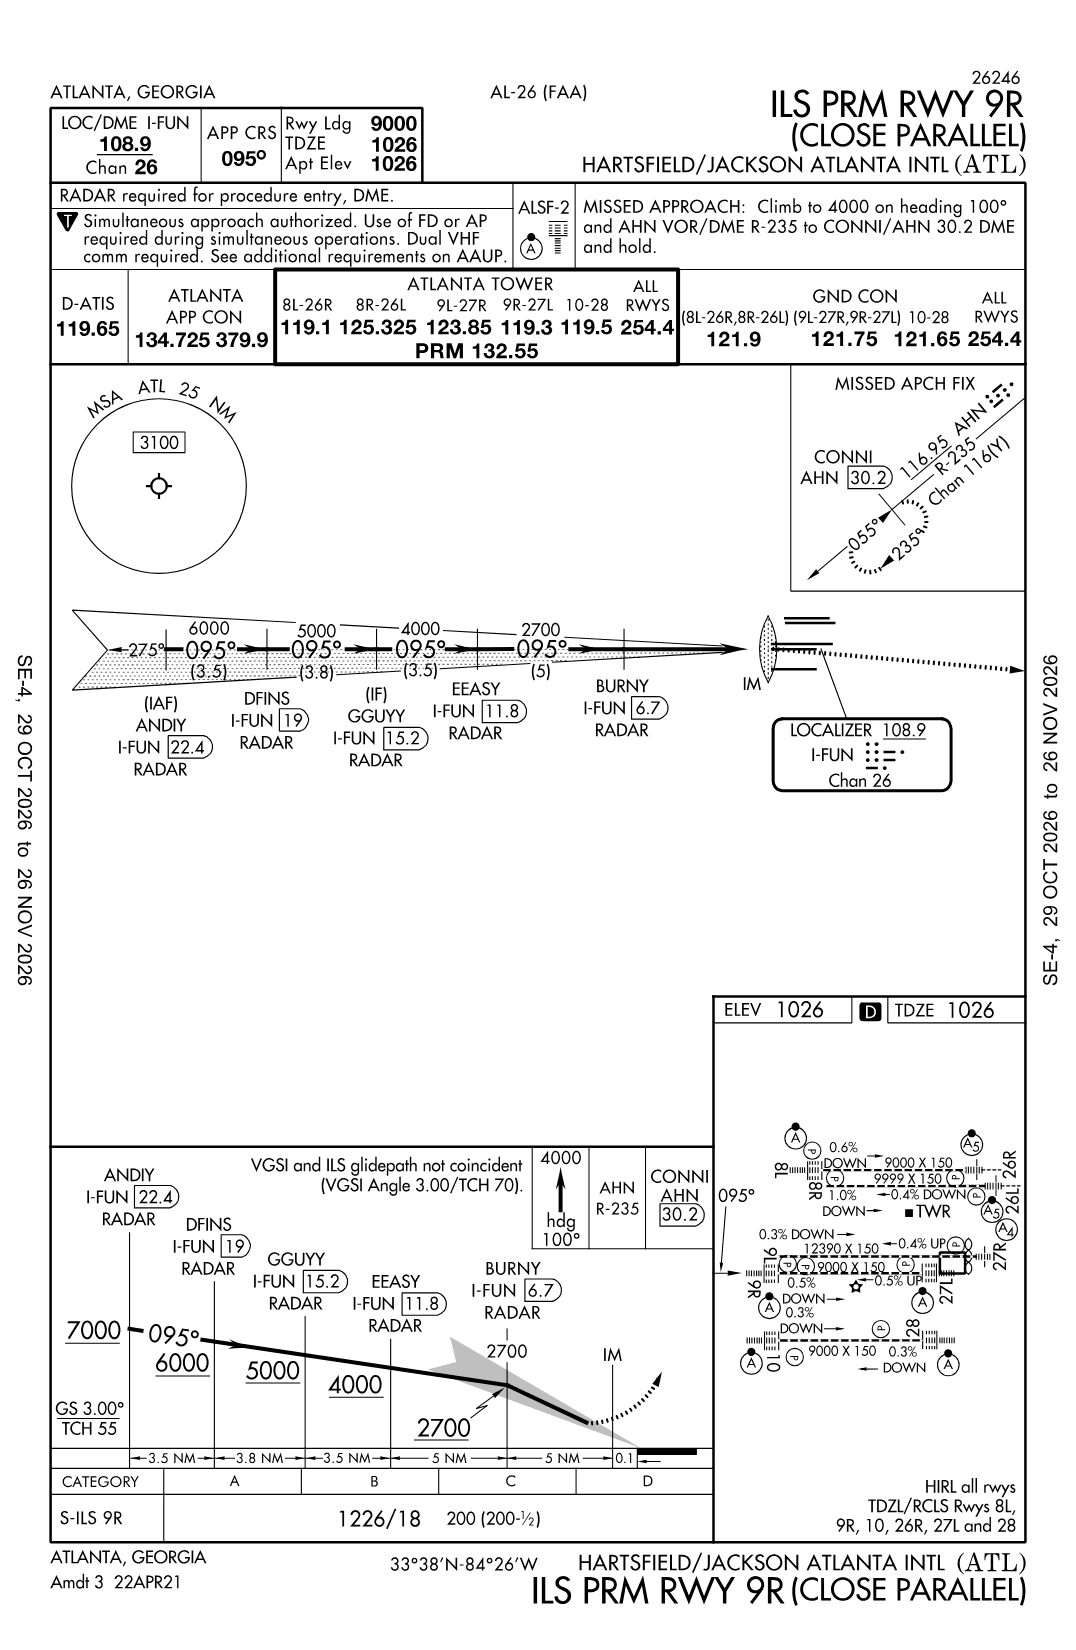 26246
ATLANTA, GEORGIA
AL-26 (FAA)
ILS PRM RWY 9R
(CLOSE PARALLEL)
HARTSFIELD/JACKSON ATLANTA INTL (ATL)
LOC/DME I-FUN
108.9
Chan 26
APP CRS
095°
Rwy Ldg 9000
TDZE 1026
Apt Elev 1026
RADAR required for procedure entry, DME.
T Simultaneous approach authorized. Use of FD or AP
required during simultaneous operations. Dual VHF
comm required. See additional requirements on AAUP.
ALSF-2
A
MISSED APPROACH: Climb to 4000 on heading 100°
and AHN VOR/DME R-235 to CONNI/AHN 30.2 DME
and hold.
D-ATIS
119.65
ATLANTA
APP CON
134.725 379.9
ATLANTA TOWER
8L-26R 8R-26L 9L-27R 9R-27L 10-28 ALL RWYS
119.1 125.325 123.85 119.3 119.5 254.4
PRM 132.55
GND CON
(8L-26R,8R-26L) (9L-27R,9R-27L) 10-28 ALL RWYS
121.9 121.75 121.65 254.4
MSA ATL 25 NM
3100
MISSED APCH FIX
CONNI
AHN 30.2
116.95 AHN
R-235
Chan 116(Y)
055°
235°
6000 5000 4000 2700
275° 095° 095° 095° 095°
(3.5) (3.8) (3.5) (5)
(IAF)
ANDIY
I-FUN 22.4
RADAR
DFINS
I-FUN 19
RADAR
(IF)
GGUYY
I-FUN 15.2
RADAR
EEASY
I-FUN 11.8
RADAR
BURNY
I-FUN 6.7
RADAR
IM
LOCALIZER 108.9
I-FUN
Chan 26
SE-4, 29 OCT 2026 to 26 NOV 2026
SE-4, 29 OCT 2026 to 26 NOV 2026
ELEV 1026
D
TDZE 1026
A
P
0.6%
DOWN
9000 X 150
A5
8L
26R
8R
P
9999 X 150
P
1.0%
DOWN
0.4% DOWN
P
26L
A5
TWR
A4
095°
0.3% DOWN
0.4% UP
P
9L
12390 X 150
27R
P
P
9000 X 150
P
9R
0.5%
DOWN
0.5% UP
27L
A
A
0.3%
DOWN
P
28
10
P
9000 X 150
0.3%
DOWN
A
A
HIRL all rwys
TDZL/RCLS Rwys 8L,
9R, 10, 26R, 27L and 28
VGSI and ILS glidepath not coincident
(VGSI Angle 3.00/TCH 70).
4000
hdg
100°
AHN
R-235
CONNI
AHN
30.2
ANDIY
I-FUN 22.4
RADAR
DFINS
I-FUN 19
RADAR
GGUYY
I-FUN 15.2
RADAR
EEASY
I-FUN 11.8
RADAR
BURNY
I-FUN 6.7
RADAR
2700
IM
7000
095°
6000
5000
4000
2700
GS 3.00°
TCH 55
3.5 NM 3.8 NM 3.5 NM 5 NM 5 NM 0.1
CATEGORY A B C D
S-ILS 9R 1226/18 200 (200-½)
ATLANTA, GEORGIA
Amdt 3 22APR21
33°38'N-84°26'W
HARTSFIELD/JACKSON ATLANTA INTL (ATL)
ILS PRM RWY 9R (CLOSE PARALLEL)